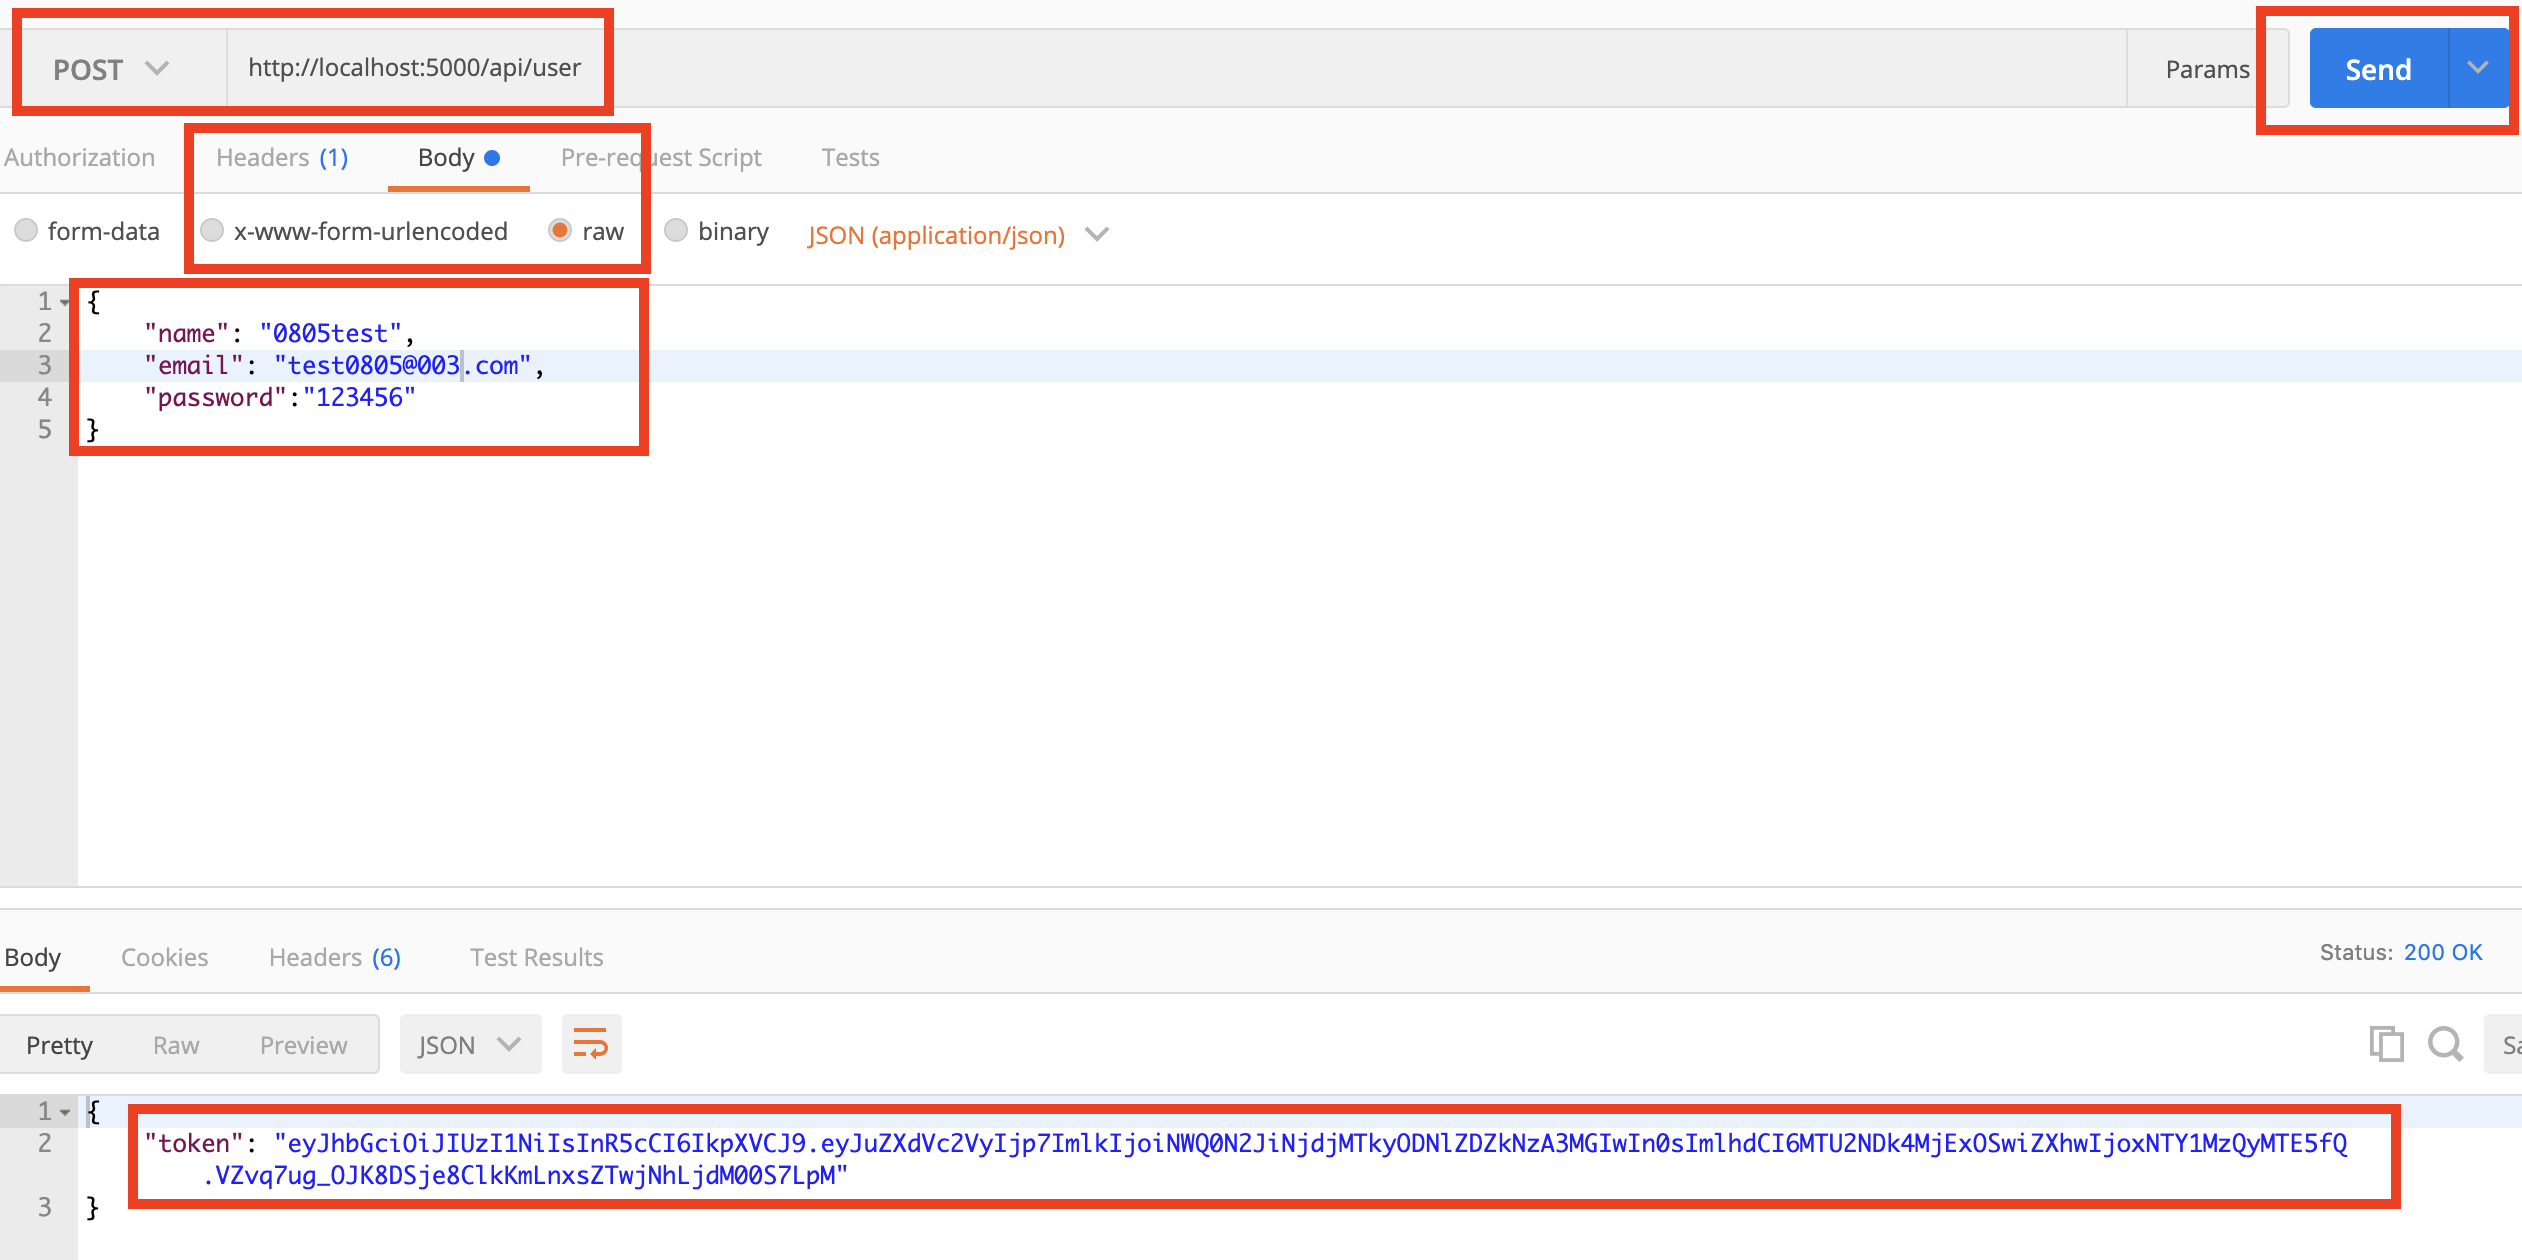 POST http://localhost:5000/api/user Params Send
Authorization Headers (1) Body Pre-request Script Tests
form-data x-www-form-urlencoded raw binary JSON (application/json)
1 {
2 "name": "0805test",
3 "email": "test0805@003.com",
4 "password":"123456"
5 }
Body Cookies Headers (6) Test Results Status: 200 OK
Pretty Raw Preview JSON Sa
1 {
2 "token": "eyJhbGciOiJIUzI1NiIsInR5cCI6IkpXVCJ9.eyJuZXdVc2VyIjp7ImlkIjoiNWQ0N2JiNjdjMTkyODNlZDZkNzA3MGIwIn0sImlhdCI6MTU2NDk4MjExOSwiZXhwIjoxNTY1MzQyMTE5fQ
.VZvq7ug_OJK8DSje8ClkKmLnxsZTwjNhLjdM00S7LpM"
3 }